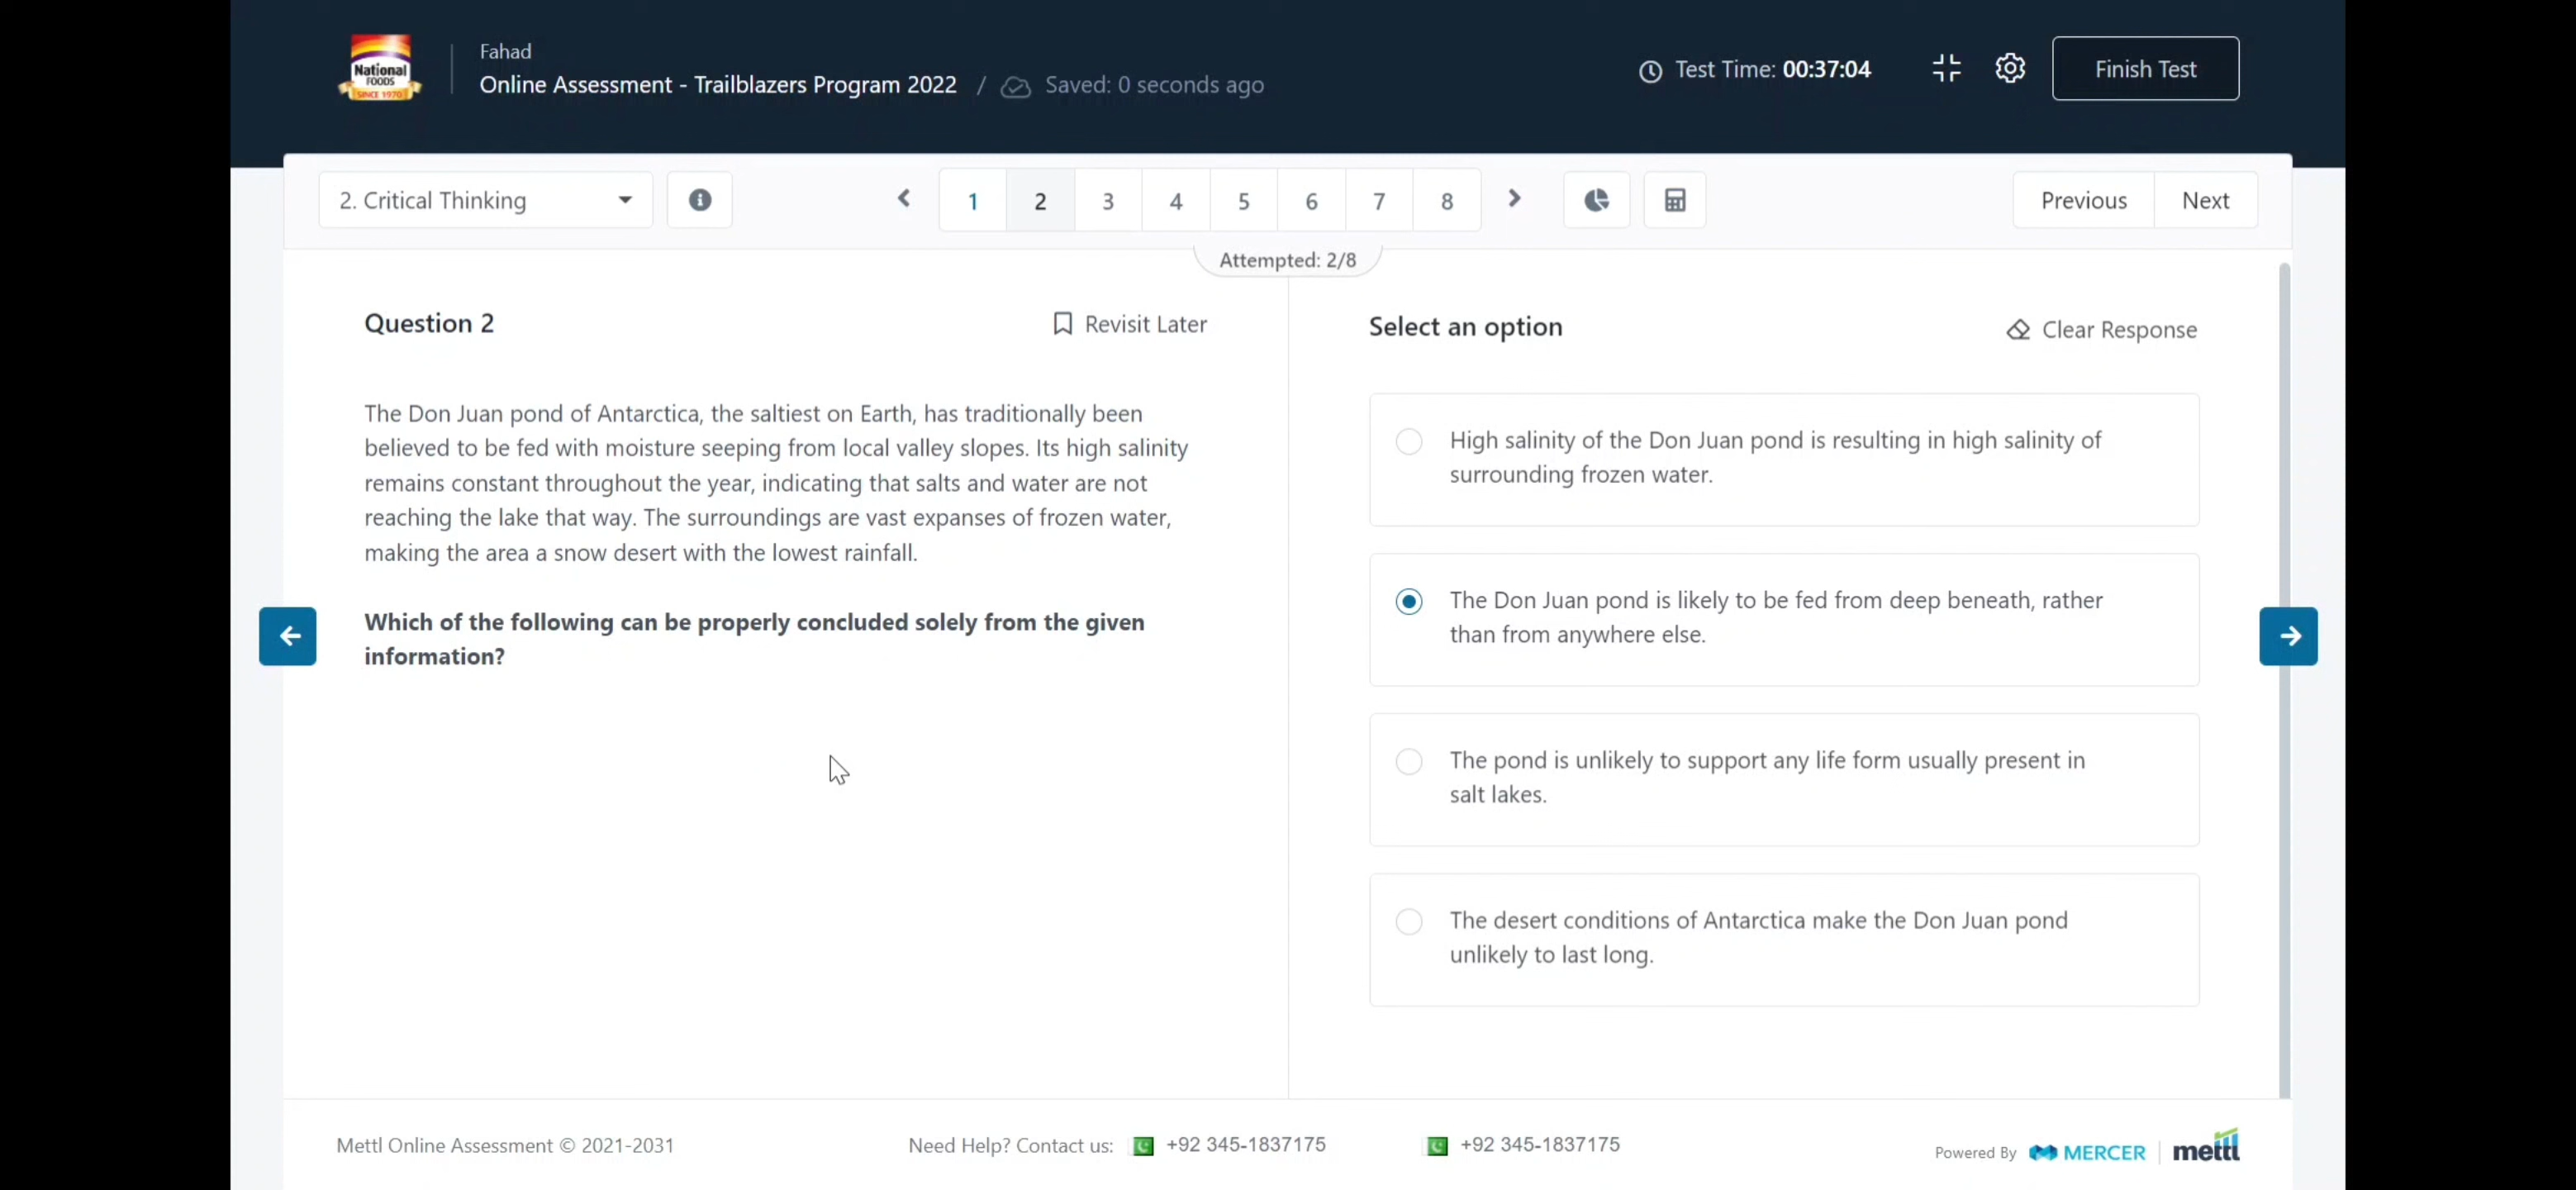 National
FOODS
SINCE 1970
Fahad
Online Assessment - Trailblazers Program 2022 / Saved: 0 seconds ago
Test Time: 00:37:04
Finish Test
2. Critical Thinking
1 2 3 4 5 6 7 8
Previous Next
Attempted: 2/8
Question 2
Revisit Later
The Don Juan pond of Antarctica, the saltiest on Earth, has traditionally been
believed to be fed with moisture seeping from local valley slopes. Its high salinity
remains constant throughout the year, indicating that salts and water are not
reaching the lake that way. The surroundings are vast expanses of frozen water,
making the area a snow desert with the lowest rainfall.
Which of the following can be properly concluded solely from the given
information?
Select an option
Clear Response
High salinity of the Don Juan pond is resulting in high salinity of
surrounding frozen water.
The Don Juan pond is likely to be fed from deep beneath, rather
than from anywhere else.
The pond is unlikely to support any life form usually present in
salt lakes.
The desert conditions of Antarctica make the Don Juan pond
unlikely to last long.
Mettl Online Assessment © 2021-2031
Need Help? Contact us: +92 345-1837175 +92 345-1837175
Powered By MERCER | mettl